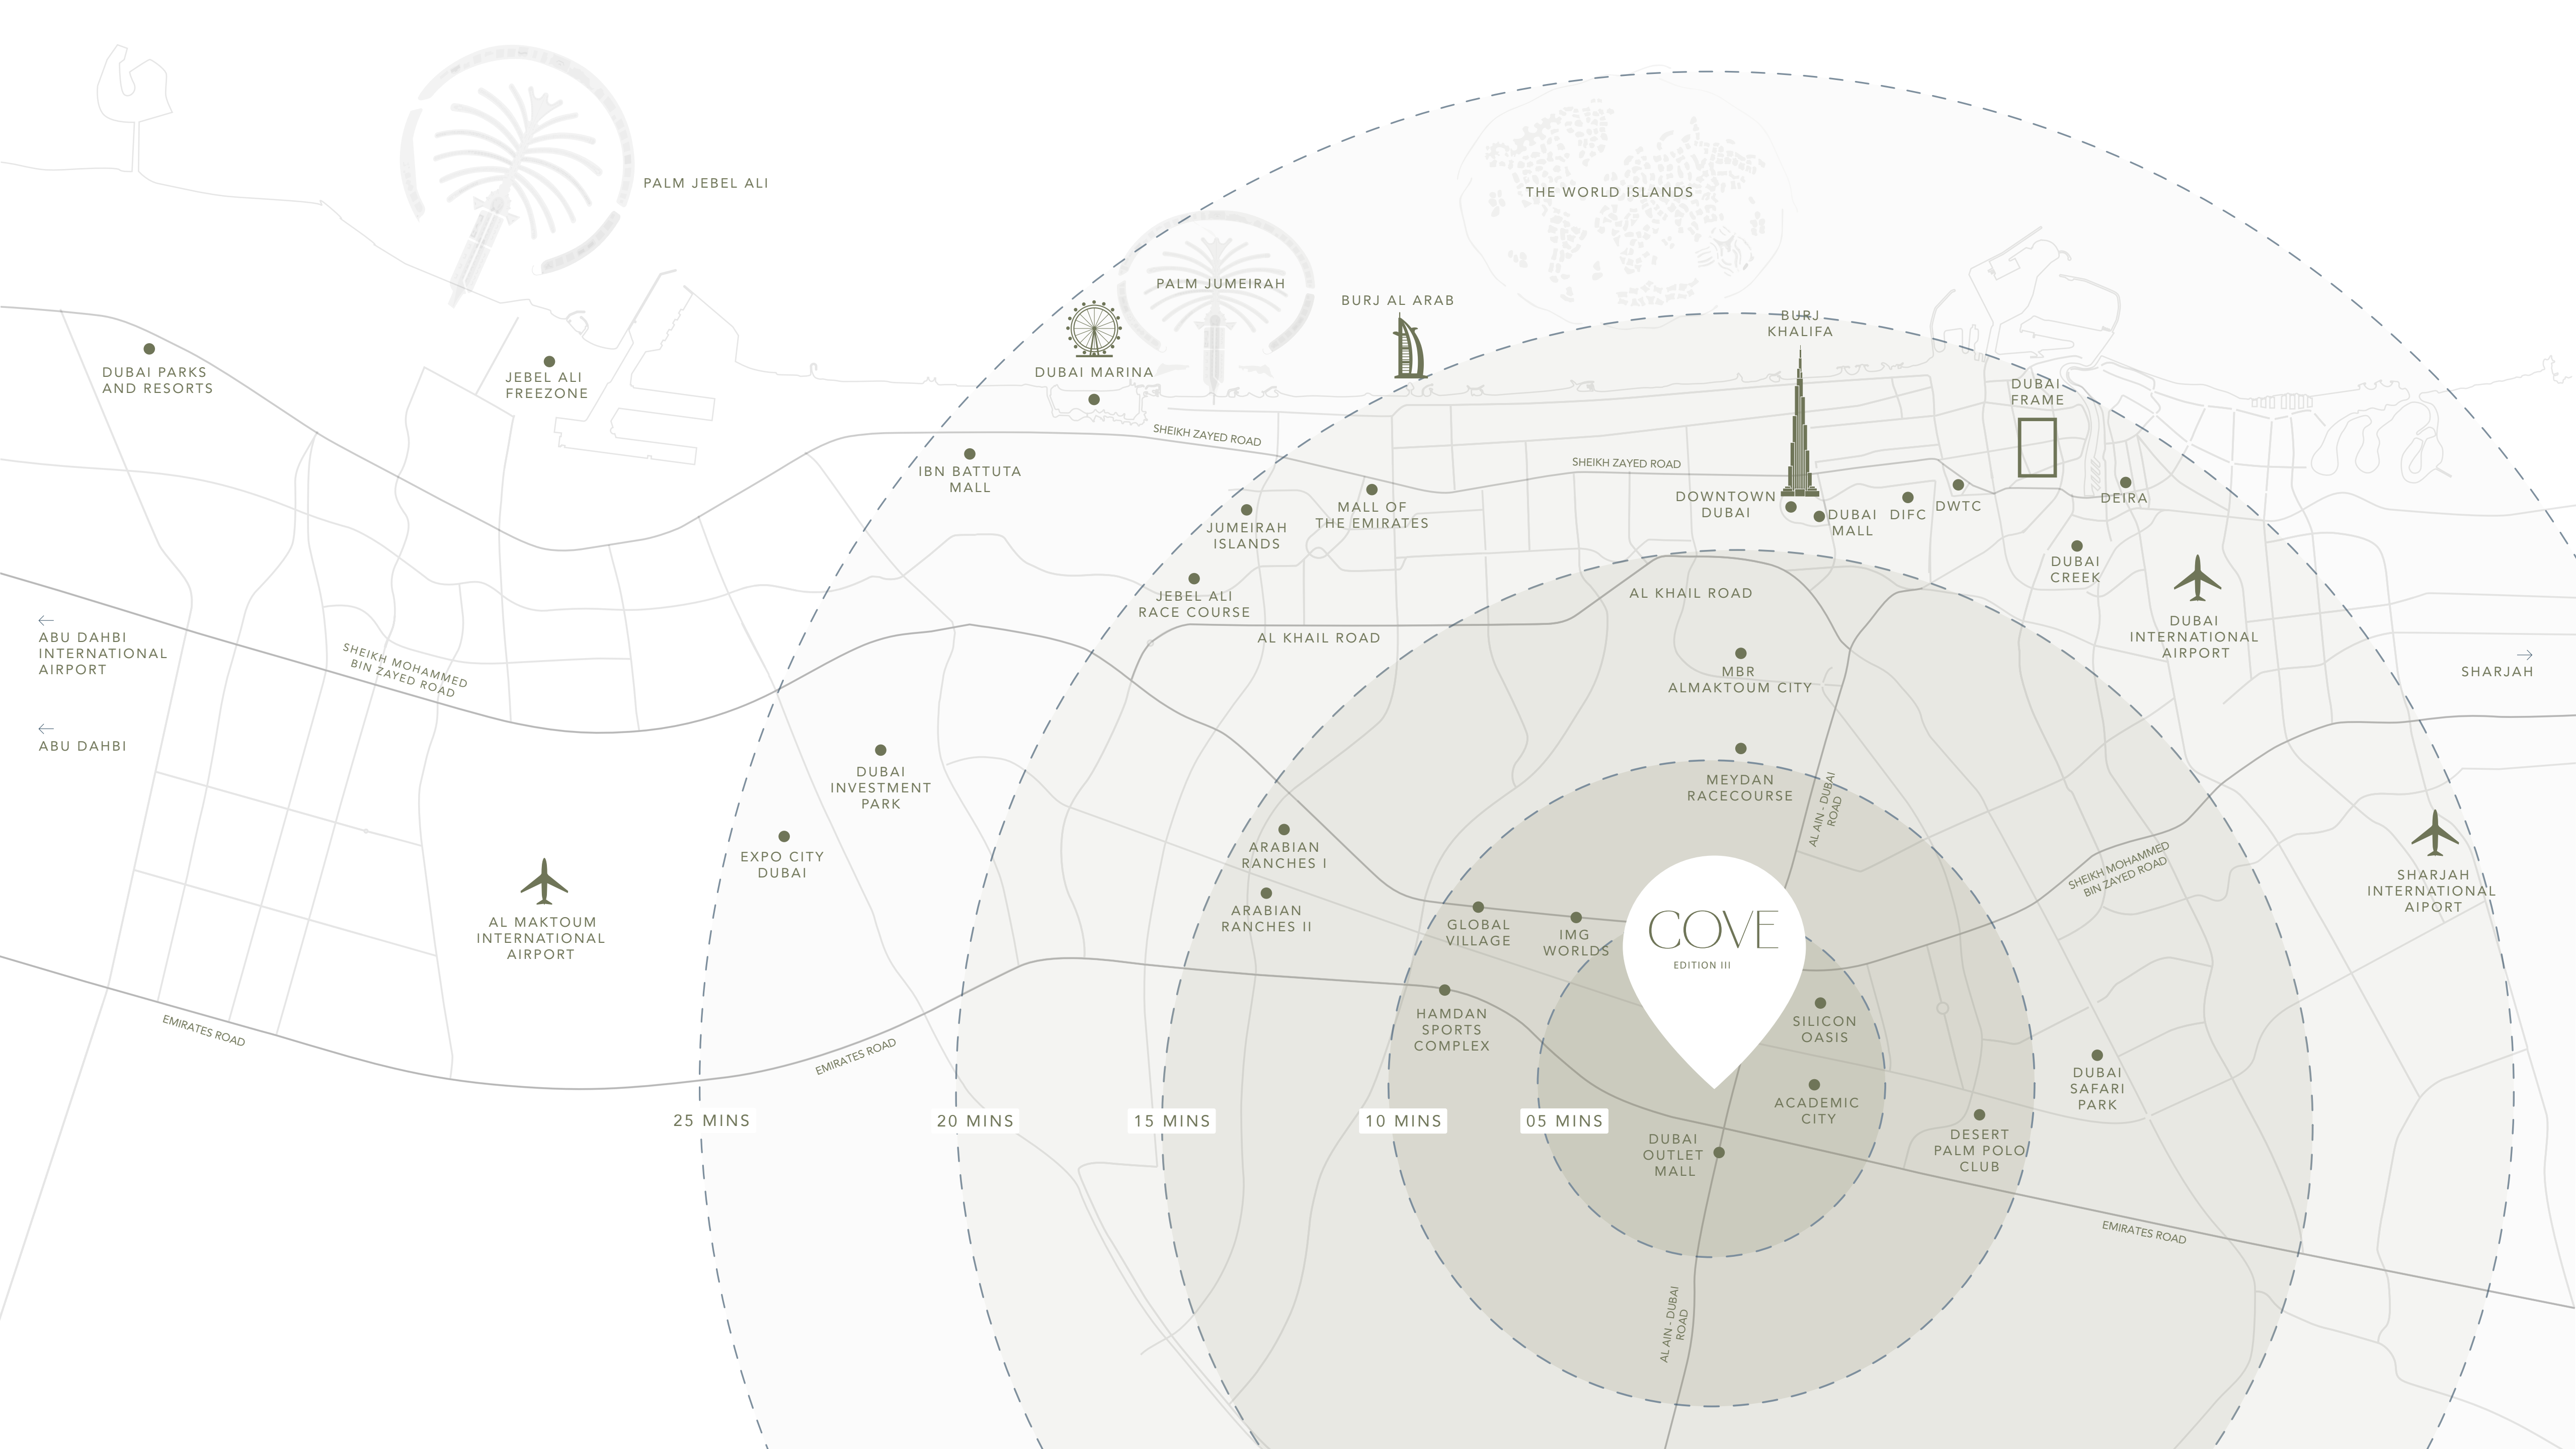 PALM JEBEL ALI
THE WORLD ISLANDS
PALM JUMEIRAH
BURJ AL ARAB
BURJ
KHALIFA
DUBAI PARKS
AND RESORTS
JEBEL ALI
FREEZONE
DUBAI MARINA
DUBAI
FRAME
SHEIKH ZAYED ROAD
SHEIKH ZAYED ROAD
IBN BATTUTA
MALL
JUMEIRAH
ISLANDS
MALL OF
THE EMIRATES
DOWNTOWN
DUBAI
DUBAI
MALL
DIFC
DWTC
DEIRA
DUBAI
CREEK
JEBEL ALI
RACE COURSE
AL KHAIL ROAD
AL KHAIL ROAD
DUBAI
INTERNATIONAL
AIRPORT
ABU DAHBI
INTERNATIONAL
AIRPORT
SHEIKH MOHAMMED
BIN ZAYED ROAD
MBR
ALMAKTOUM CITY
SHARJAH
ABU DAHBI
DUBAI
INVESTMENT
PARK
MEYDAN
RACECOURSE
AL AIN - DUBAI
ROAD
EXPO CITY
DUBAI
ARABIAN
RANCHES I
SHEIKH MOHAMMED
BIN ZAYED ROAD
SHARJAH
INTERNATIONAL
AIPORT
AL MAKTOUM
INTERNATIONAL
AIRPORT
ARABIAN
RANCHES II
GLOBAL
VILLAGE
IMG
WORLDS
COVE
EDITION III
HAMDAN
SPORTS
COMPLEX
SILICON
OASIS
EMIRATES ROAD
EMIRATES ROAD
DUBAI
SAFARI
PARK
ACADEMIC
CITY
25 MINS
20 MINS
15 MINS
10 MINS
05 MINS
DUBAI
OUTLET
MALL
DESERT
PALM POLO
CLUB
EMIRATES ROAD
AL AIN - DUBAI
ROAD